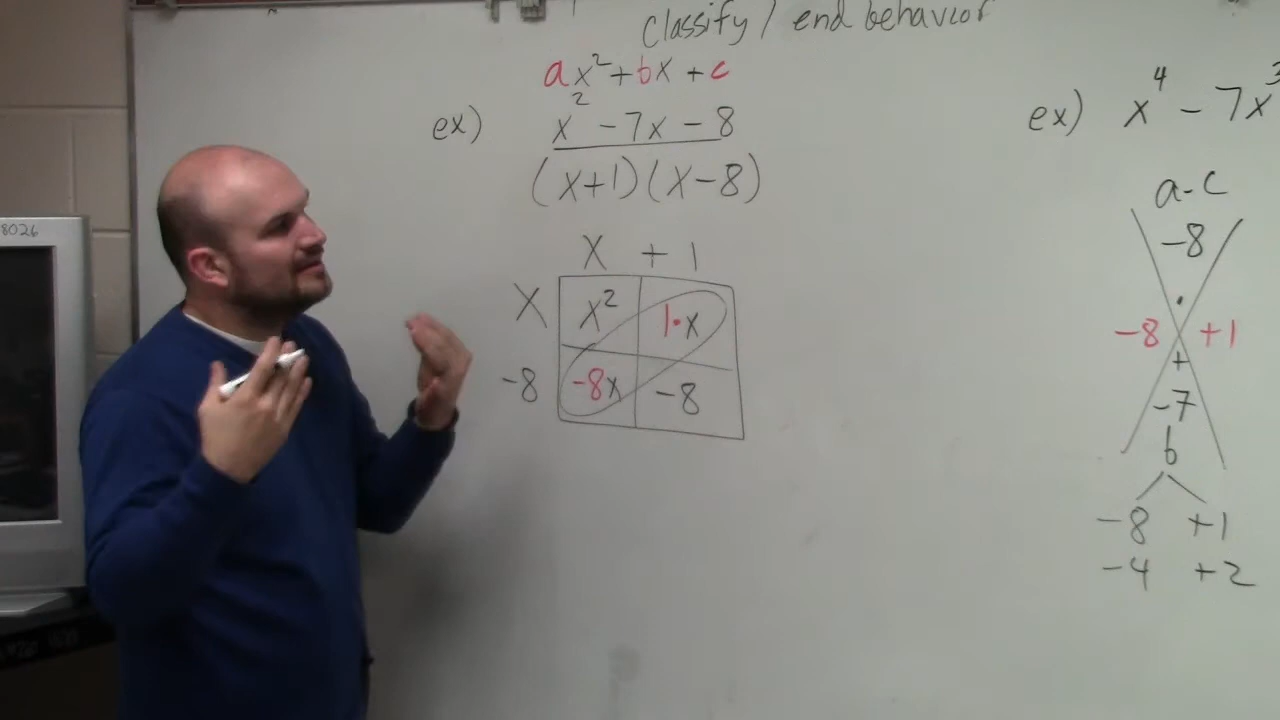 classify / end behavior
ax² + bx + c
ex) x² - 7x - 8
(x+1)(x-8)
x + 1
x x² 1·x
-8 -8x -8
ex) x⁴ - 7x³
a·c
-8
·
-8 +1
+
-7
b
-8 +1
-4 +2
8026